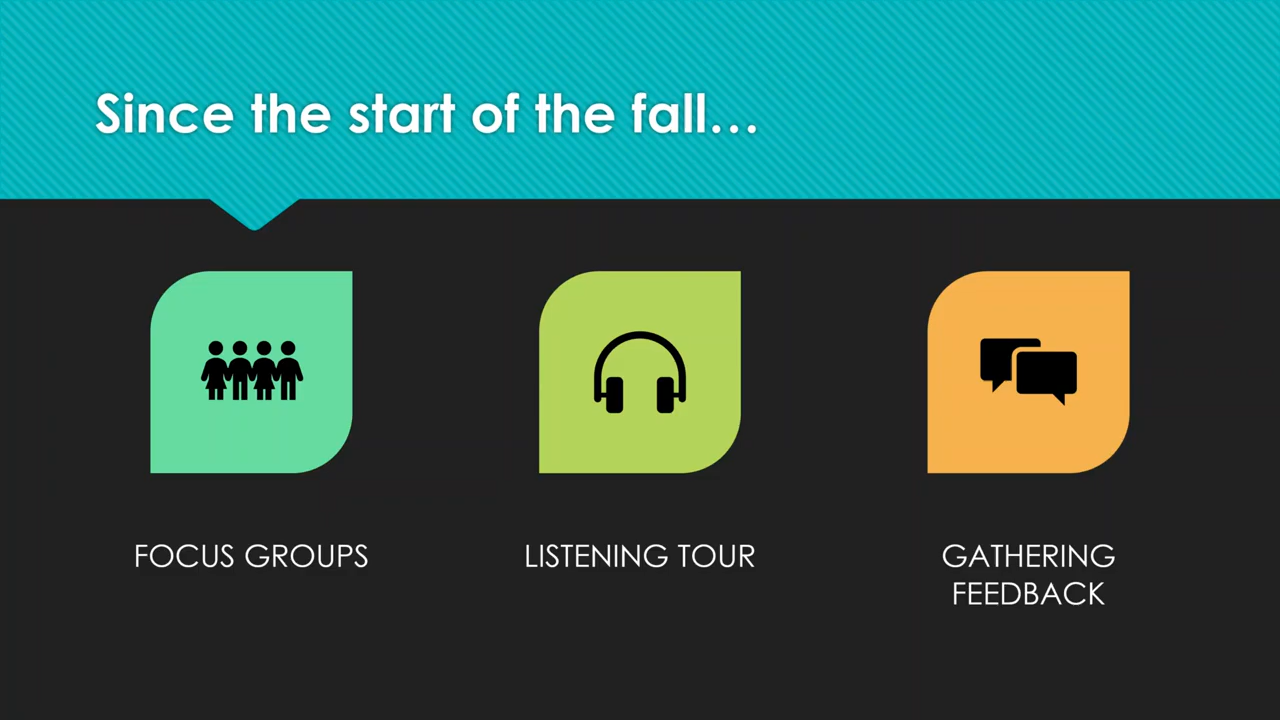 Since the start of the fall…
FOCUS GROUPS
LISTENING TOUR
GATHERING
FEEDBACK